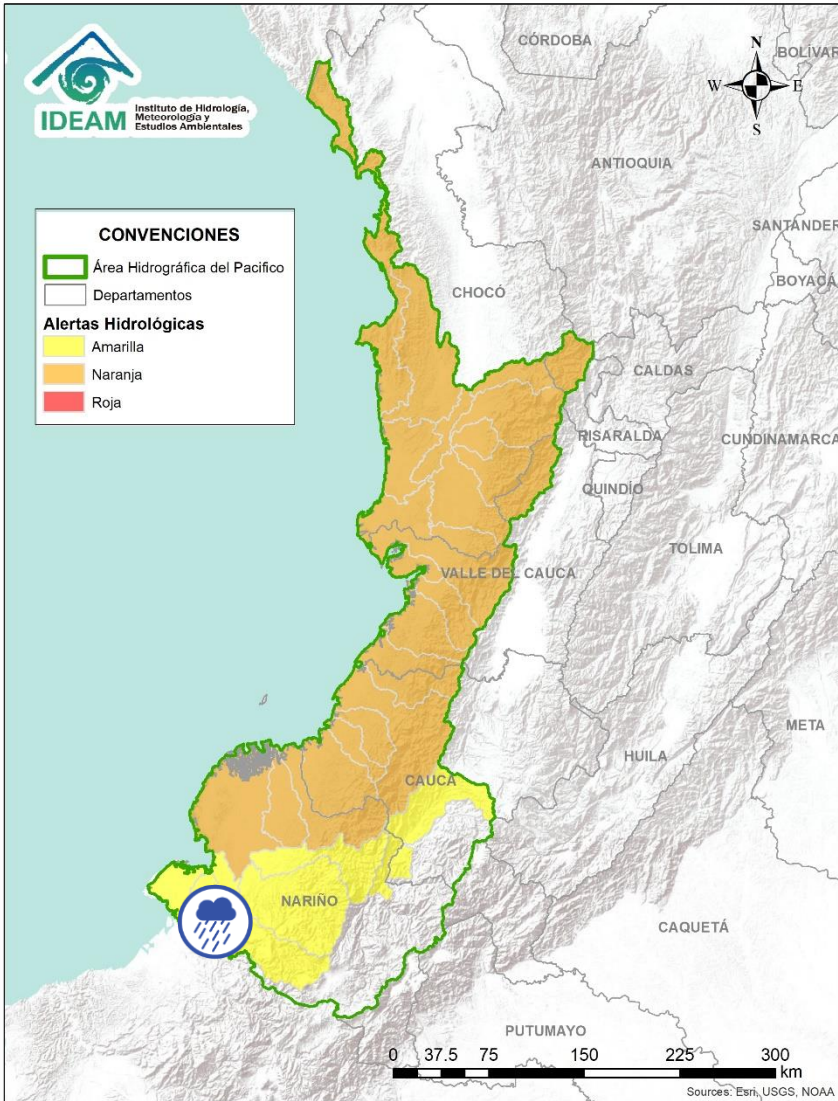 IDEAM
Instituto de Hidrología,
Meteorología y
Estudios Ambientales
N
W E
S
CÓRDOBA
BOLÍVAR
ANTIOQUIA
SANTANDER
BOYACÁ
CHOCÓ
CALDAS
RISARALDA
CUNDINAMARCA
QUINDÍO
TOLIMA
VALLE DEL CAUCA
META
HUILA
CAUCA
NARIÑO
CAQUETÁ
PUTUMAYO
CONVENCIONES
Área Hidrográfica del Pacifico
Departamentos
Alertas Hidrológicas
Amarilla
Naranja
Roja
0 37.5 75 150 225 300
km
Sources: Esri, USGS, NOAA